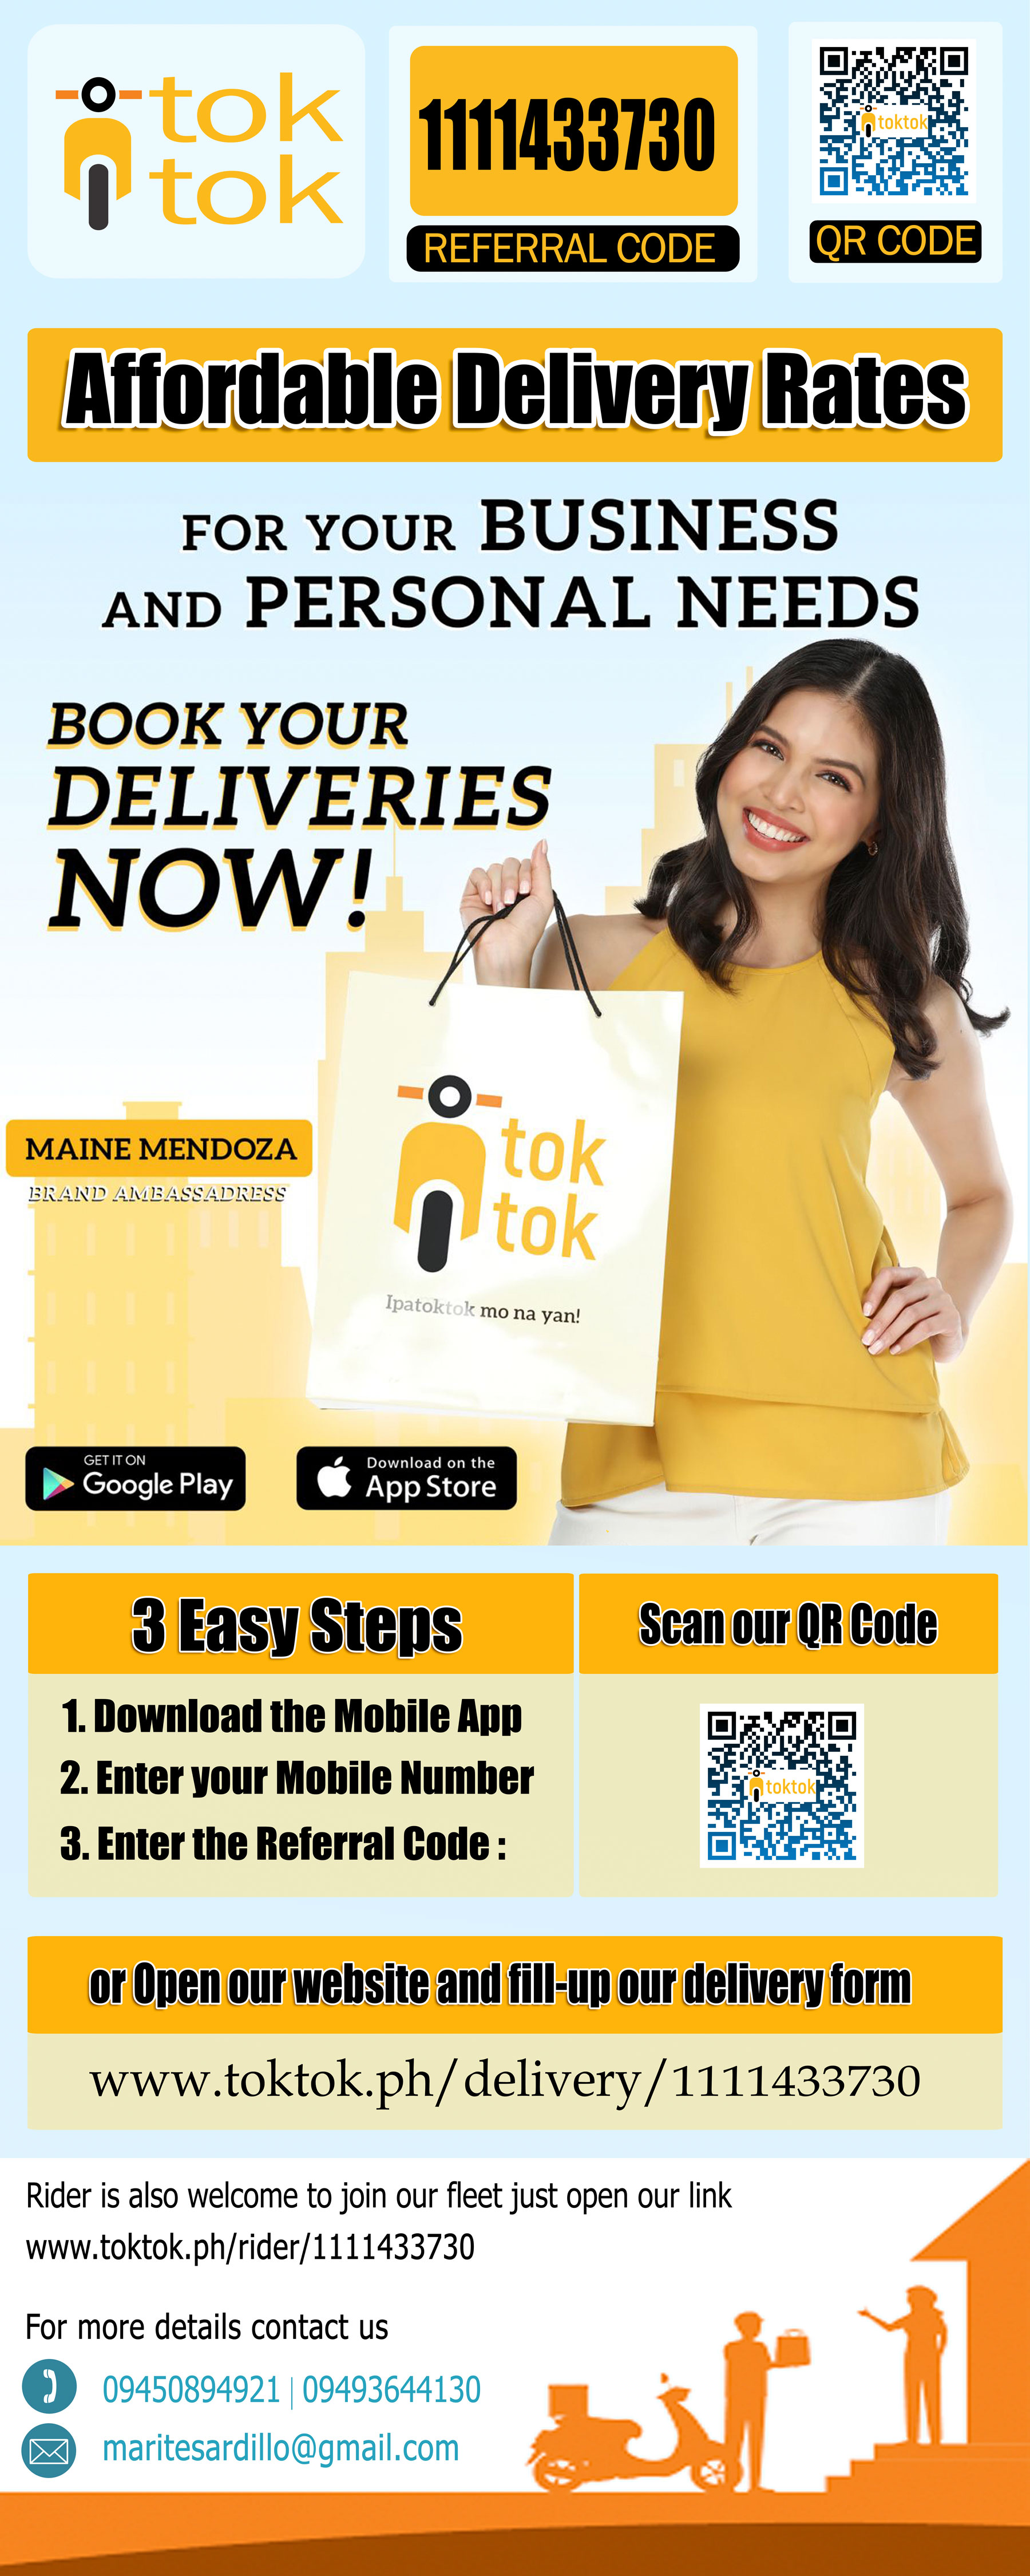 tok
tok
1111433730
REFERRAL CODE
toktok
QR CODE
Affordable Delivery Rates
FOR YOUR BUSINESS
AND PERSONAL NEEDS
BOOK YOUR
DELIVERIES
NOW!
MAINE MENDOZA
BRAND AMBASSADRESS
tok
tok
Ipatoktok mo na yan!
GET IT ON
Google Play
Download on the
App Store
3 Easy Steps
1. Download the Mobile App
2. Enter your Mobile Number
3. Enter the Referral Code :
Scan our QR Code
toktok
or Open our website and fill-up our delivery form
www.toktok.ph/delivery/1111433730
Rider is also welcome to join our fleet just open our link
www.toktok.ph/rider/1111433730
For more details contact us
09450894921 | 09493644130
maritesardillo@gmail.com